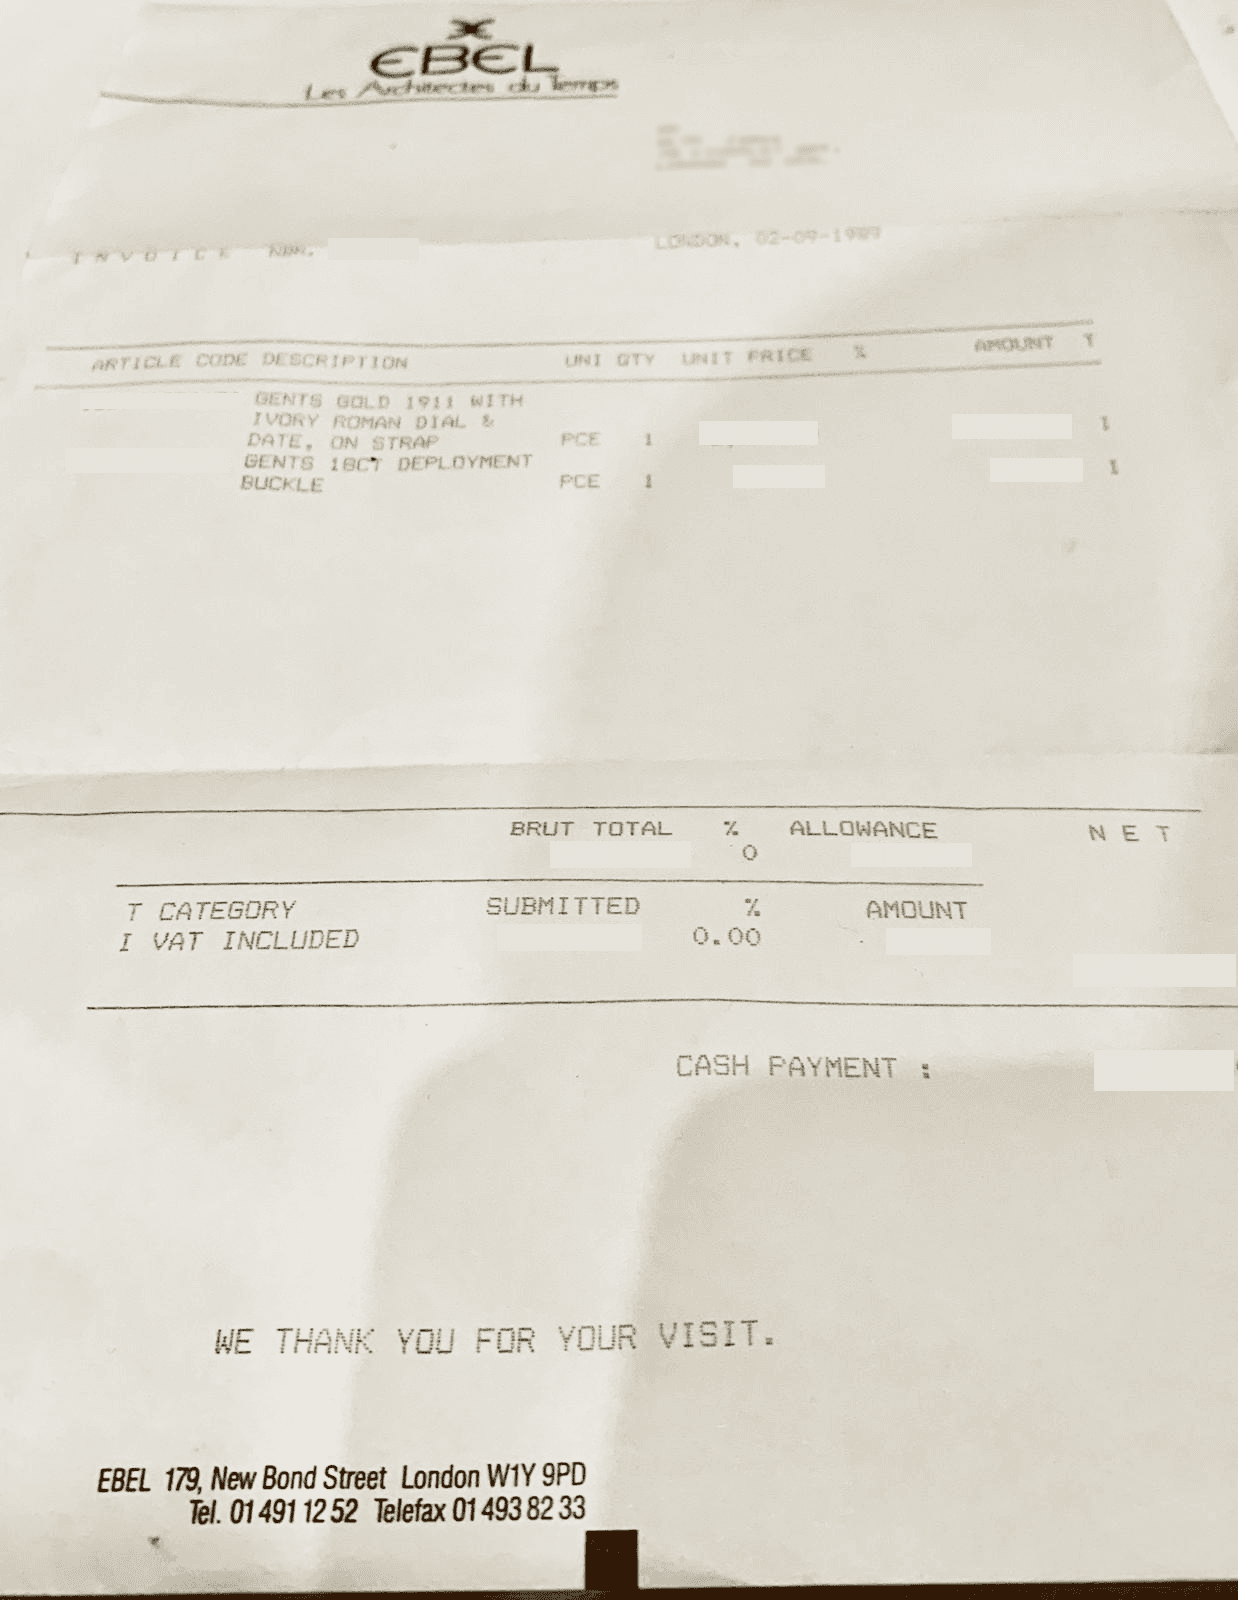 EBEL
Les Architectes du Temps
LONDON, 02-09-1989
INVOICE NBR.
ARTICLE CODE DESCRIPTION UNI QTY UNIT PRICE % AMOUNT T
GENTS GOLD 1911 WITH
IVORY ROMAN DIAL &
DATE, ON STRAP PCE 1 1
GENTS 18CT DEPLOYMENT
BUCKLE PCE 1 1
BRUT TOTAL % ALLOWANCE N E T
0
T CATEGORY SUBMITTED % AMOUNT
I VAT INCLUDED 0.00
CASH PAYMENT :
WE THANK YOU FOR YOUR VISIT.
EBEL 179, New Bond Street London W1Y 9PD
Tel. 01 491 12 52 Telefax 01 493 82 33